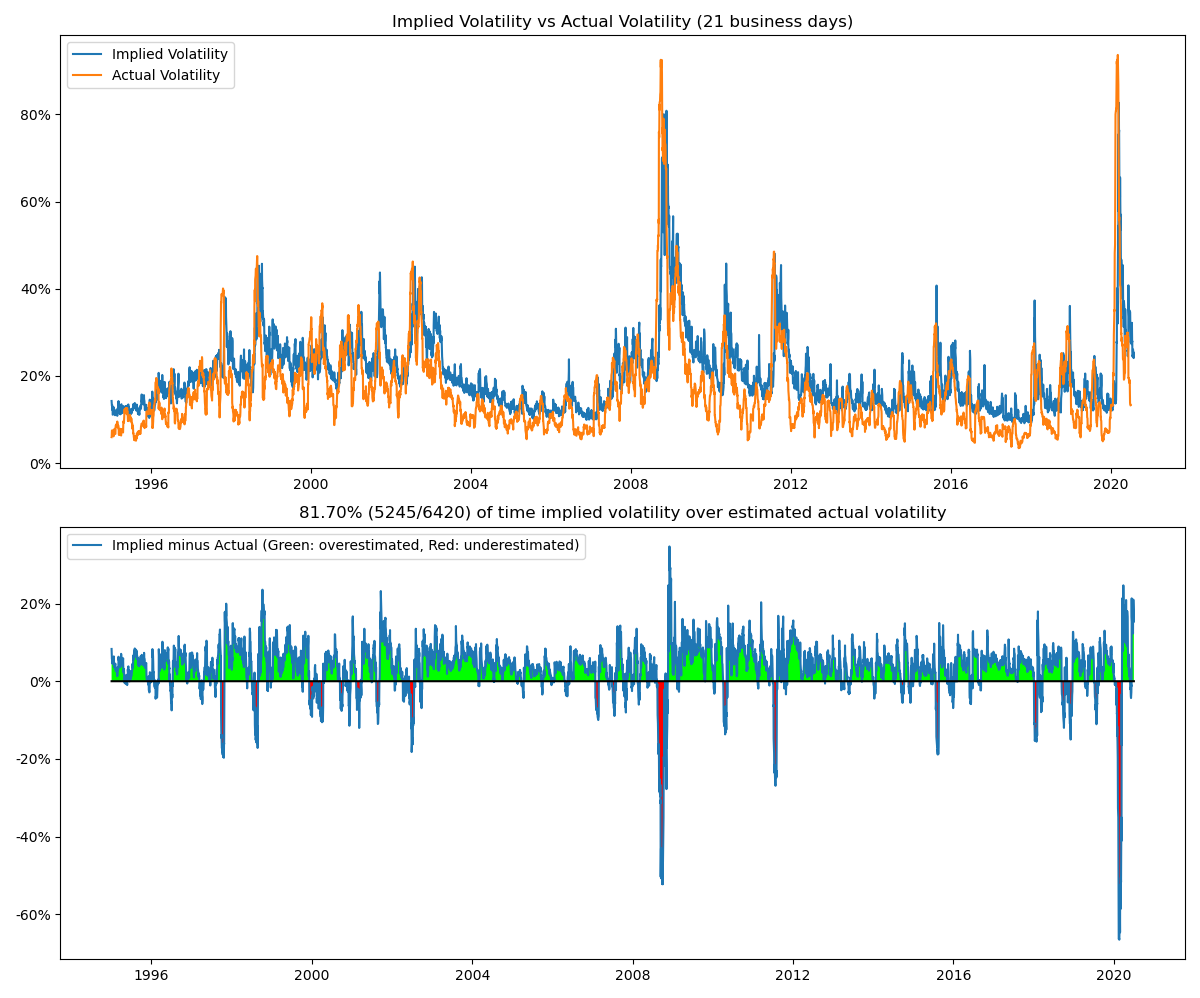 Implied Volatility vs Actual Volatility (21 business days)
Implied Volatility
Actual Volatility
80%
60%
40%
20%
0%
1996 2000 2004 2008 2012 2016 2020
81.70% (5245/6420) of time implied volatility over estimated actual volatility
Implied minus Actual (Green: overestimated, Red: underestimated)
20%
0%
-20%
-40%
-60%
1996 2000 2004 2008 2012 2016 2020